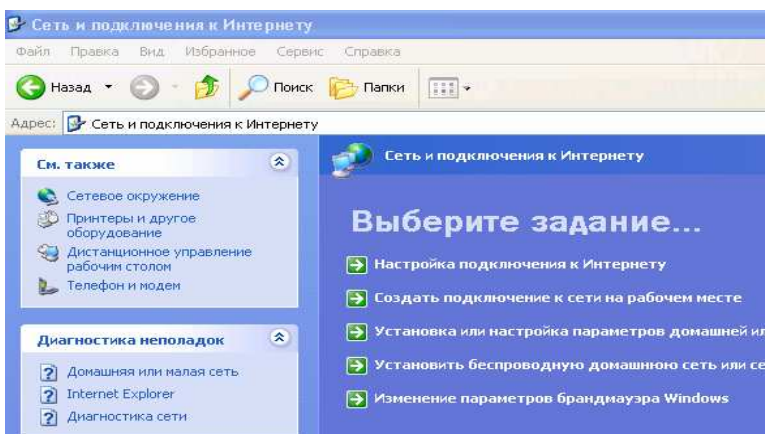 Сеть и подключения к Интернету
Файл Правка Вид Избранное Сервис Справка
Назад Поиск Папки
Адрес: Сеть и подключения к Интернету
См. также
Сетевое окружение
Принтеры и другое
оборудование
Дистанционное управление
рабочим столом
Телефон и модем
Диагностика неполадок
Домашняя или малая сеть
Internet Explorer
Диагностика сети
Сеть и подключения к Интернету
Выберите задание...
Настройка подключения к Интернету
Создать подключение к сети на рабочем месте
Установка или настройка параметров домашней ил
Установить беспроводную домашнюю сеть или се
Изменение параметров брандмауэра Windows